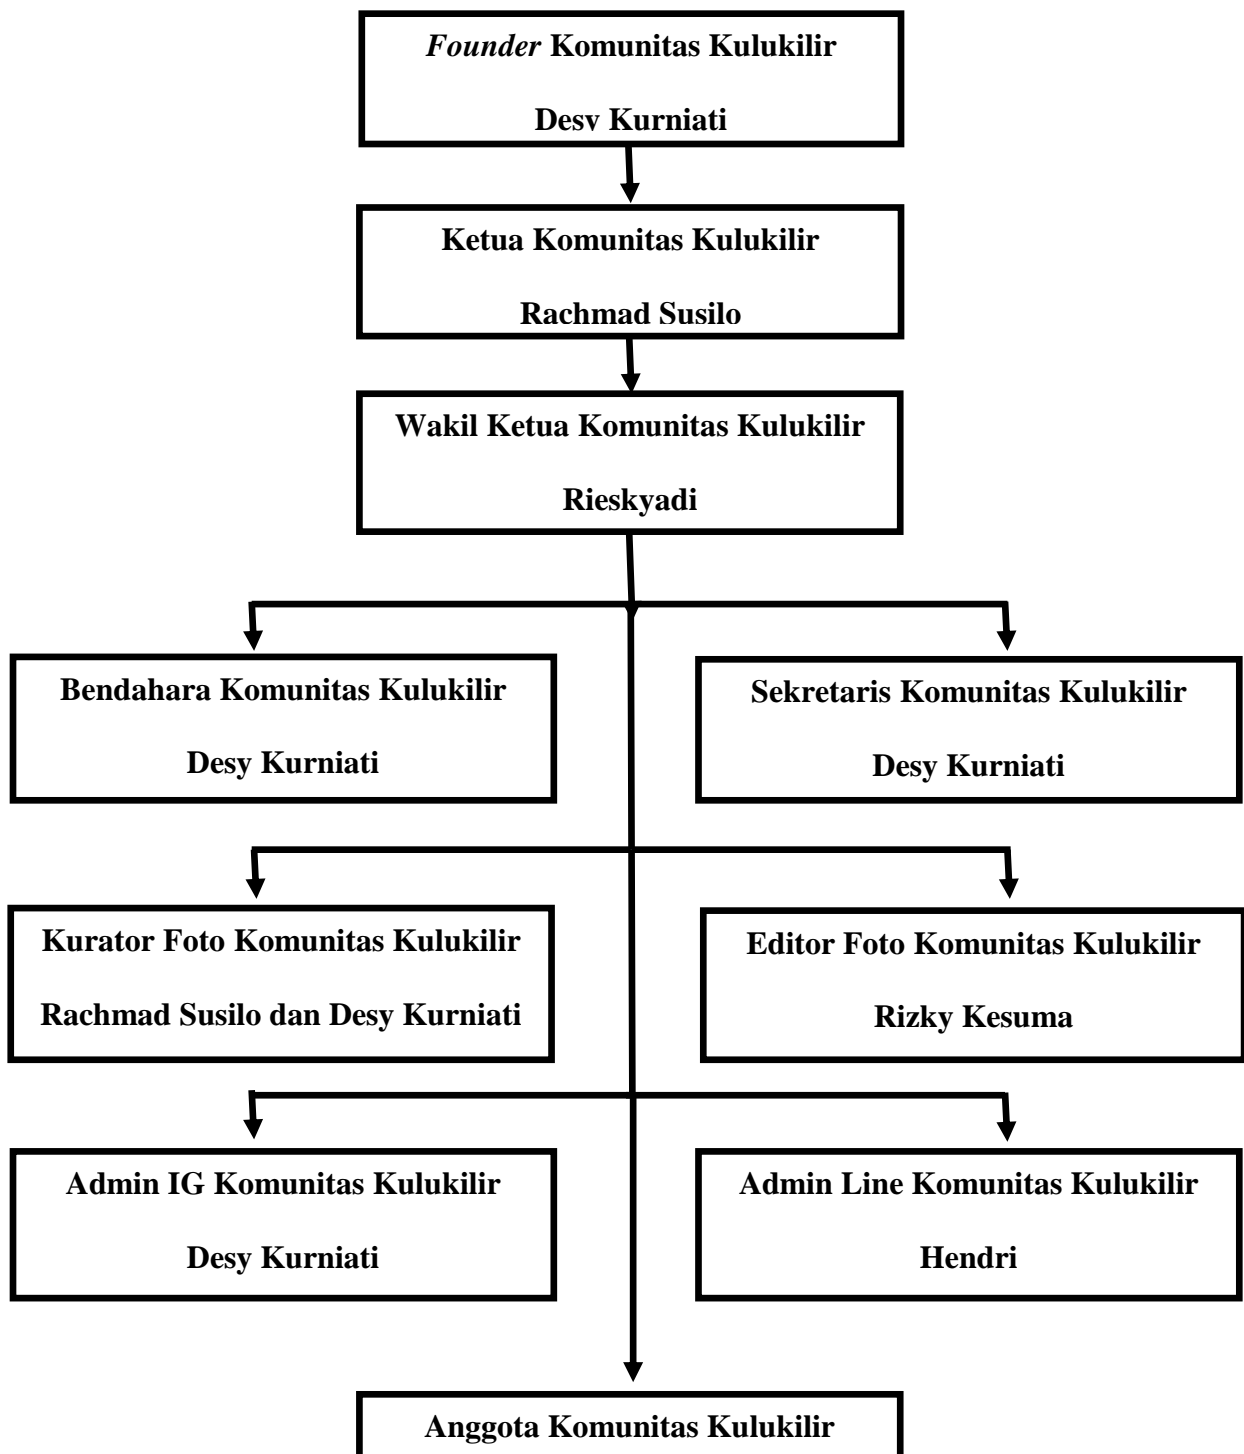 Founder Komunitas Kulukilir
Desy Kurniati
Ketua Komunitas Kulukilir
Rachmad Susilo
Wakil Ketua Komunitas Kulukilir
Rieskyadi
Bendahara Komunitas Kulukilir
Desy Kurniati
Sekretaris Komunitas Kulukilir
Desy Kurniati
Kurator Foto Komunitas Kulukilir
Rachmad Susilo dan Desy Kurniati
Editor Foto Komunitas Kulukilir
Rizky Kesuma
Admin IG Komunitas Kulukilir
Desy Kurniati
Admin Line Komunitas Kulukilir
Hendri
Anggota Komunitas Kulukilir